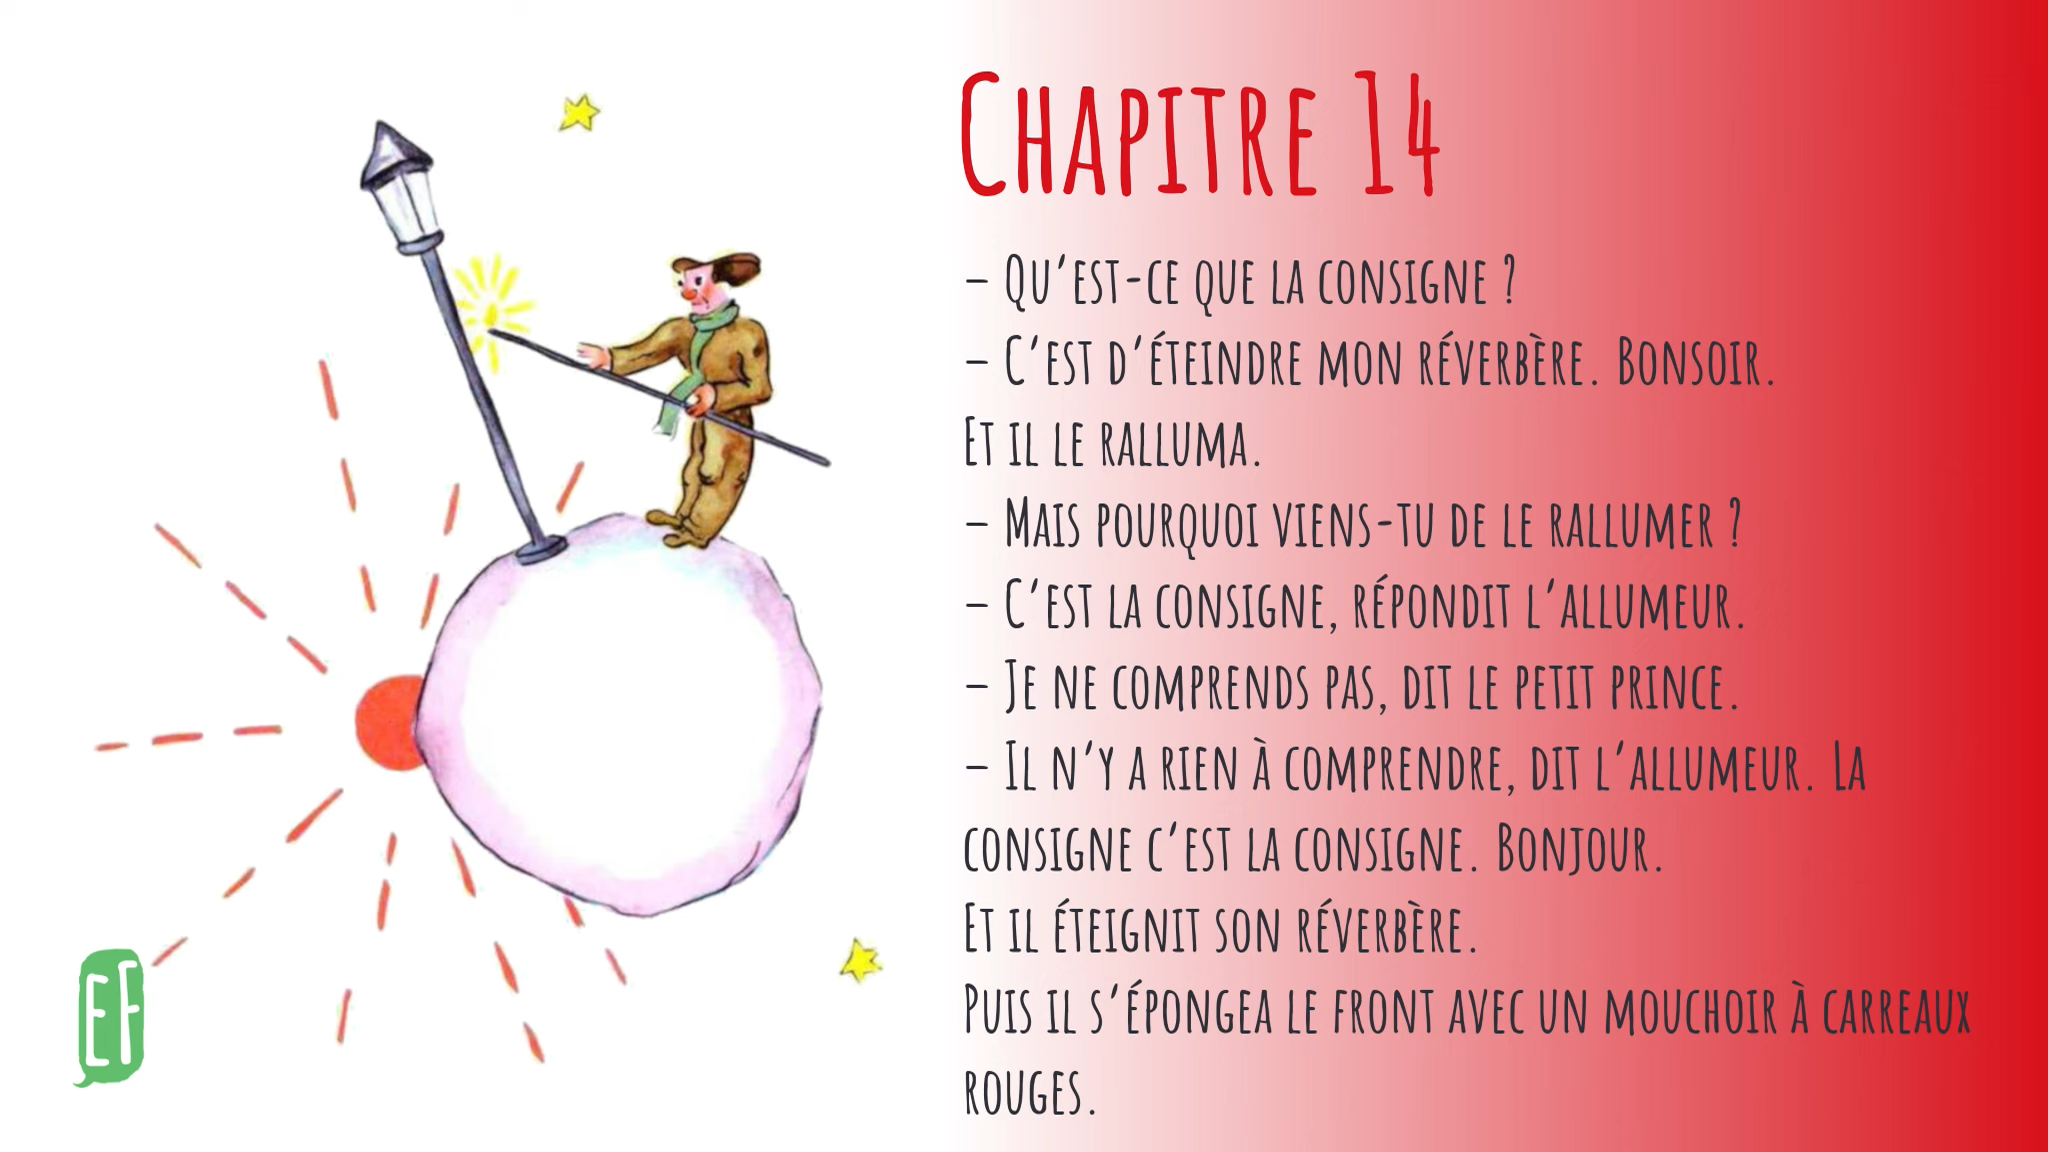 Chapitre 14
– Qu'est-ce que la consigne ?
– C'est d'éteindre mon réverbère. Bonsoir.
Et il le ralluma.
– Mais pourquoi viens-tu de le rallumer ?
– C'est la consigne, répondit l'allumeur.
– Je ne comprends pas, dit le petit prince.
– Il n'y a rien à comprendre, dit l'allumeur. La
consigne c'est la consigne. Bonjour.
Et il éteignit son réverbère.
Puis il s'épongea le front avec un mouchoir à carreaux
rouges.
EF